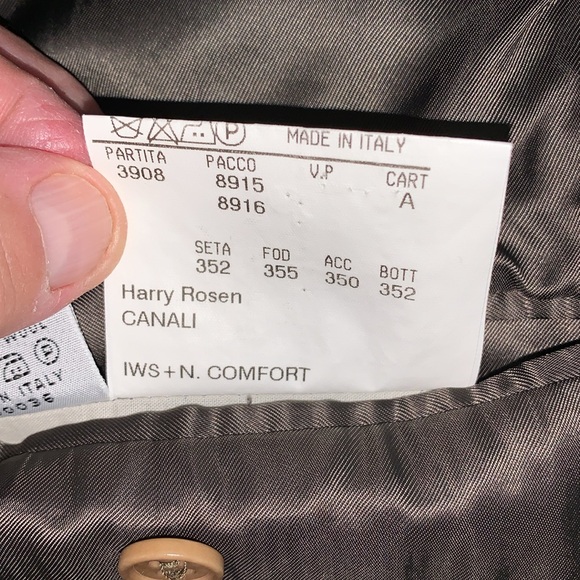 P
MADE IN ITALY
PARTITA PACCO V.P CART
3908 8915 A
8916
SETA FOD ACC BOTT
352 355 350 352
Harry Rosen
CANALI
IWS+N. COMFORT
A
N ITALY